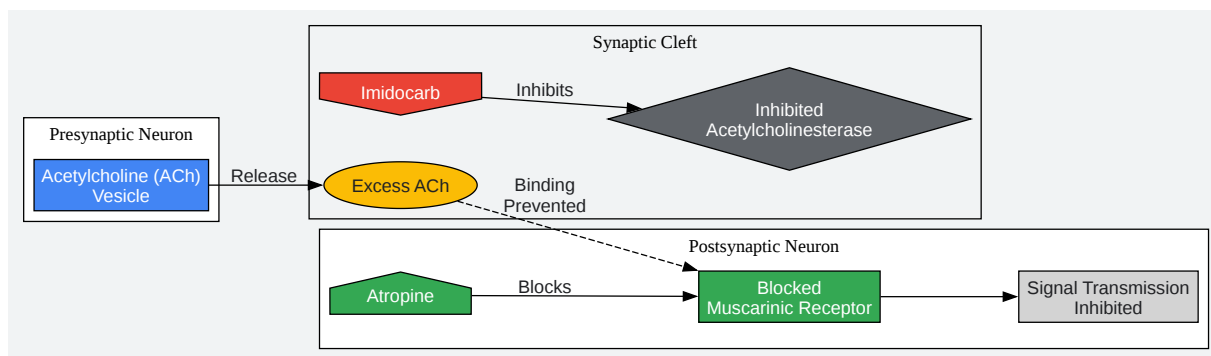 Synaptic Cleft
Imidocarb
Inhibits
Inhibited
Acetylcholinesterase
Presynaptic Neuron
Acetylcholine (ACh)
Vesicle
Release
Excess ACh
Binding
Prevented
Postsynaptic Neuron
Atropine
Blocks
Blocked
Muscarinic Receptor
Signal Transmission
Inhibited